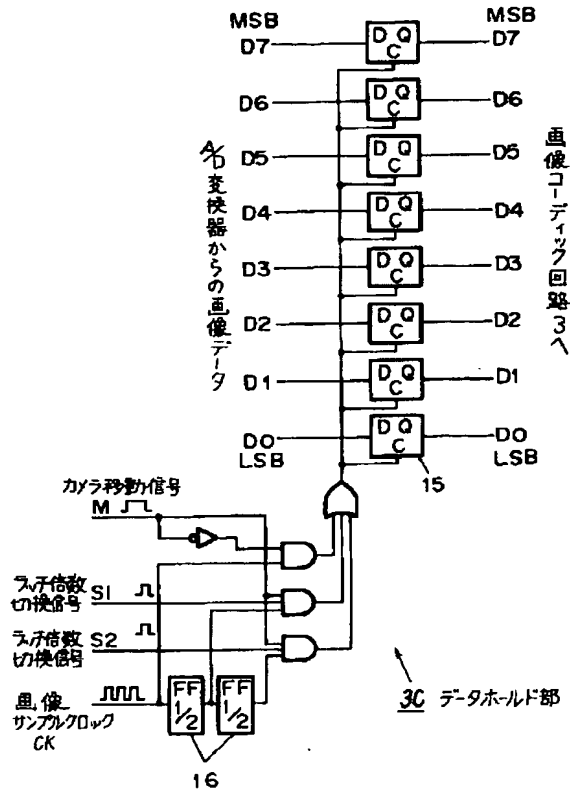 MSB
MSB
D7
D Q
C
D7
D6
D Q
C
D6
D5
D Q
C
D5
D4
D Q
C
D4
D3
D Q
C
D3
D2
D Q
C
D2
D1
D Q
C
D1
D0
D Q
C
D0
LSB
LSB
15
A/D変換器からの画像データ
画像コーディック回路3へ
カメラ移動信号
M
ラッチ倍数
切換信号
S1
ラッチ倍数
切換信号
S2
画像
サンプルクロック
CK
FF
1/2
FF
1/2
16
3C データホールド部